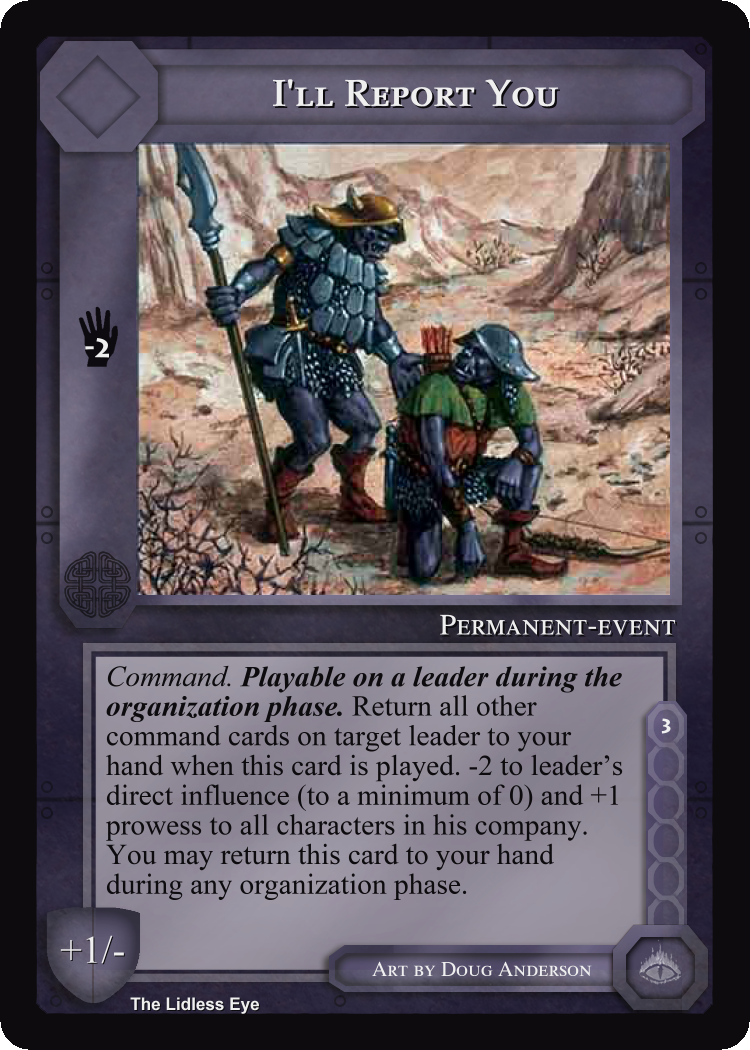 I'll Report You
-2
Permanent-event
Command. Playable on a leader during the
organization phase. Return all other
command cards on target leader to your
hand when this card is played. -2 to leader's
direct influence (to a minimum of 0) and +1
prowess to all characters in his company.
You may return this card to your hand
during any organization phase.
3
+1/-
Art by Doug Anderson
The Lidless Eye